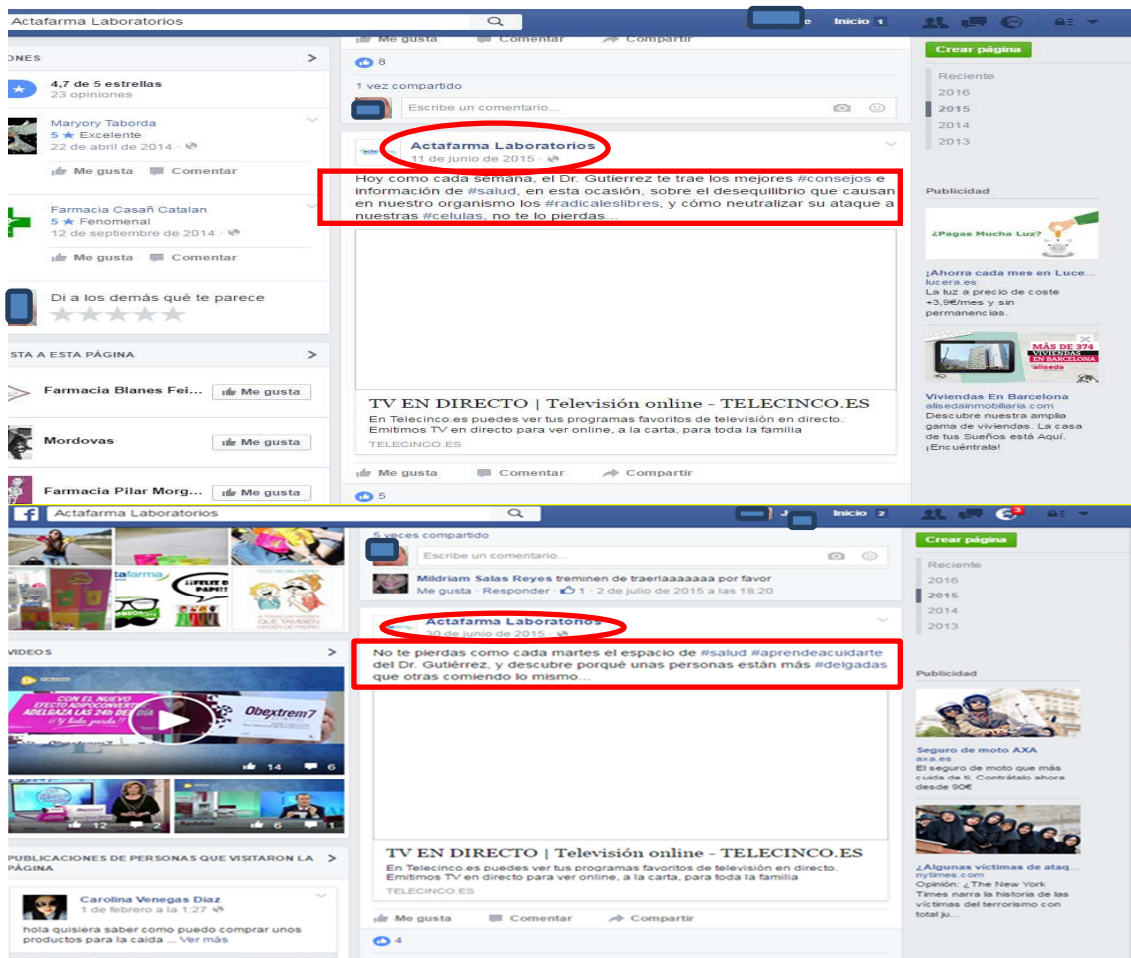 Actafarma Laboratorios
Inicio 1
ONES
4,7 de 5 estrellas
23 opiniones
Maryory Taborda
5 ★ Excelente
22 de abril de 2014 ·
Me gusta Comentar
Farmacia Casañ Catalan
5 ★ Fenomenal
12 de septiembre de 2014 ·
Me gusta Comentar
Di a los demás qué te parece
STA A ESTA PÁGINA
Farmacia Blanes Fei... Me gusta
Mordovas Me gusta
Farmacia Pilar Morg... Me gusta
Me gusta Comentar Compartir
8
1 vez compartido
Escribe un comentario...
Actafarma Laboratorios
11 de junio de 2015 ·
Hoy como cada semana, el Dr. Gutierrez te trae los mejores #consejos e
información de #salud, en esta ocasión, sobre el desequilibrio que causan
en nuestro organismo los #radicaleslibres, y cómo neutralizar su ataque a
nuestras #celulas, no te lo pierdas...
TV EN DIRECTO | Televisión online - TELECINCO.ES
En Telecinco.es puedes ver tus programas favoritos de televisión en directo.
Emitimos TV en directo para ver online, a la carta, para toda la familia
TELECINCO.ES
Me gusta Comentar Compartir
5
Crear página
Reciente
2016
2015
2014
2013
Publicidad
¿Pagas Mucha Luz?
¡Ahorra cada mes en Luce...
lucera.es
La luz a precio de coste
+3,9€/mes y sin
permanencias.
MÁS DE 374
VIVIENDAS
EN BARCELONA
aliseda
Viviendas En Barcelona
alisedainmobiliaria.com
Descubre nuestra amplia
gama de viviendas. La casa
de tus Sueños está Aquí.
¡Encuéntrala!
Actafarma Laboratorios
J
Inicio 2
3
tafarma
¡¡¡FELIZ D
PAPI!!
QUE TAMBIÉN
VIDEOS
CON EL NUEVO
EFECTO ADIPOCONVERT
ADELGAZA LAS 24h DEL DÍA
¡¡Y todo pasa!!
Obextrem7
14 6
12 2
6 1
PUBLICACIONES DE PERSONAS QUE VISITARON LA
PÁGINA
Carolina Venegas Diaz
1 de febrero a la 1:27
hola quisiera saber como puedo comprar unos
productos para la caida ... Ver más
5 veces compartido
Escribe un comentario...
Mildriam Salas Reyes treminen de traerlaaaaaaa por favor
Me gusta · Responder · 1 · 2 de julio de 2015 a las 18:20
Actafarma Laboratorios
30 de junio de 2015 ·
No te pierdas como cada martes el espacio de #salud #aprendeacuidarte
del Dr. Gutiérrez, y descubre porqué unas personas están más #delgadas
que otras comiendo lo mismo...
TV EN DIRECTO | Televisión online - TELECINCO.ES
En Telecinco.es puedes ver tus programas favoritos de televisión en directo.
Emitimos TV en directo para ver online, a la carta, para toda la familia
TELECINCO.ES
Me gusta Comentar Compartir
4
Crear página
Reciente
2016
2015
2014
2013
Publicidad
Seguro de moto AXA
axa.es
El seguro de moto que más
cuida de ti. Contrátalo ahora
desde 90€
¿Algunas víctimas de ataq...
nytimes.com
Opinión: ¿The New York
Times narra la historia de las
víctimas del terrorismo con
total ju...